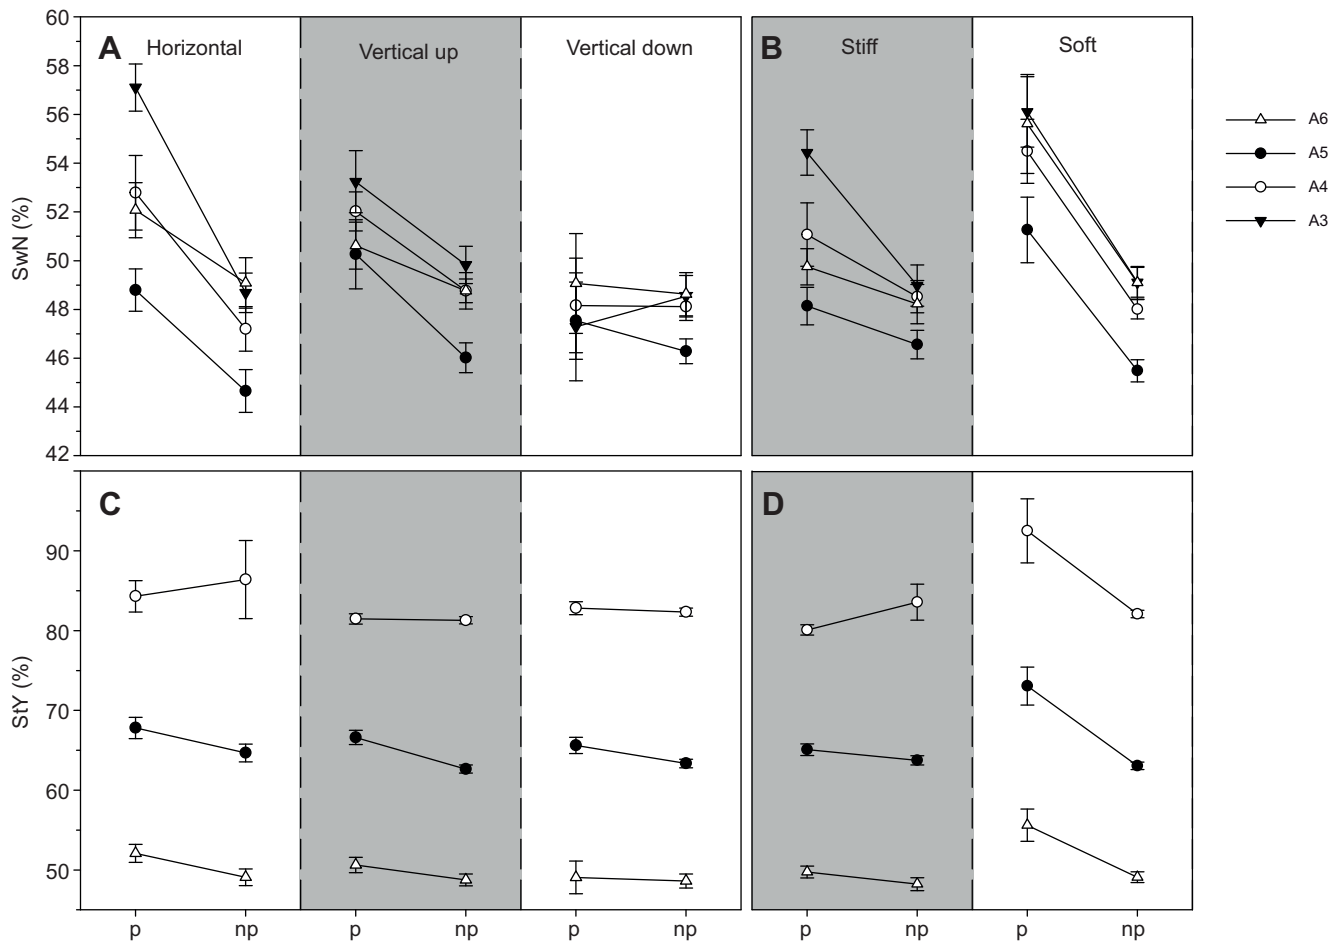 A Horizontal Vertical up Vertical down B Stiff Soft
60
58
56
54
52
50
48
46
44
42
SwN (%)
A6
A5
A4
A3
C D
90
80
70
60
50
StY (%)
p np p np p np p np p np